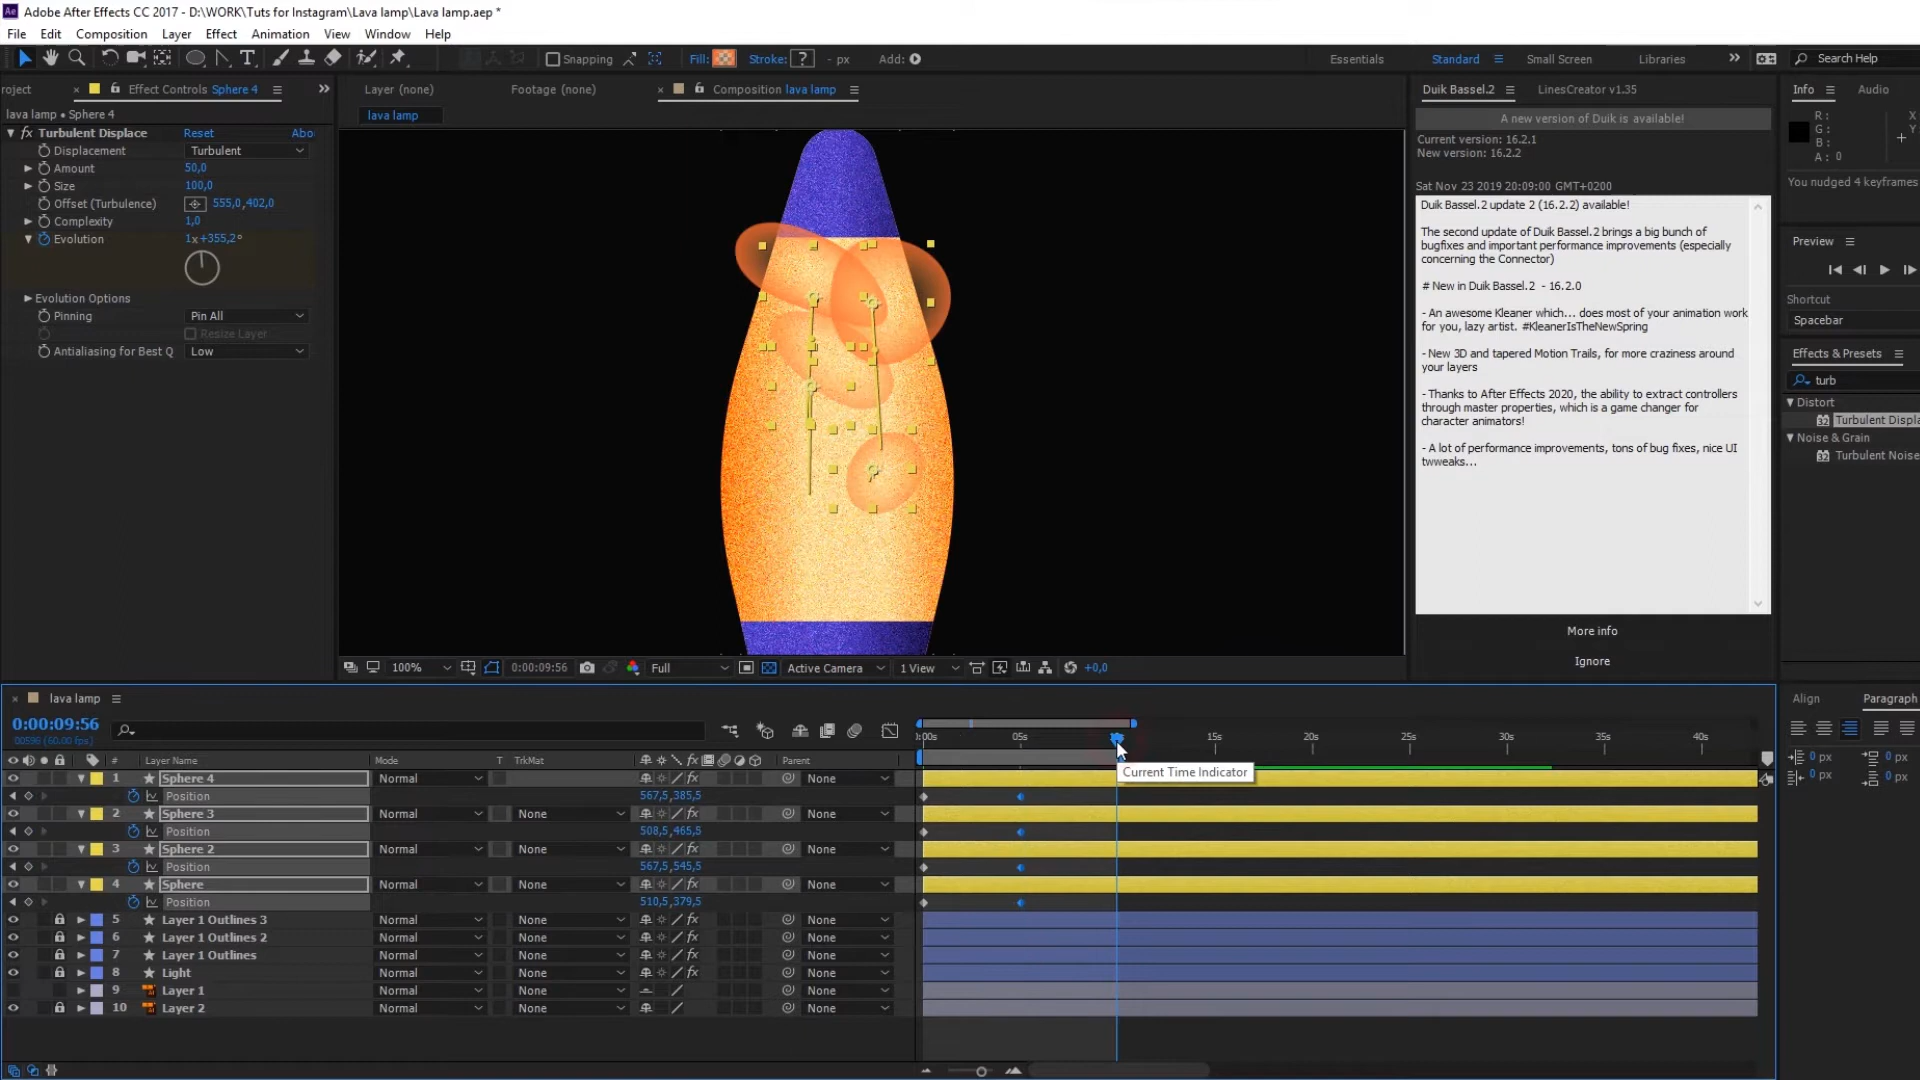 Adobe After Effects CC 2017 - D:\WORK\Tuts for Instagram\Lava lamp\Lava lamp.aep *
File Edit Composition Layer Effect Animation View Window Help
Snapping Fill: Stroke: ? - px Add: Essentials Standard Small Screen Libraries Search Help
roject Effect Controls Sphere 4 Layer (none) Footage (none) Composition lava lamp Duik Bassel.2 LinesCreator v1.35 Info Audio
lava lamp • Sphere 4
lava lamp
fx Turbulent Displace Reset Abo
Displacement Turbulent
Amount 50,0
Size 100,0
Offset (Turbulence) 555,0,402,0
Complexity 1,0
Evolution 1x+355,2°
Evolution Options
Pinning Pin All
Resize Layer
Antialiasing for Best Q Low
A new version of Duik is available!
Current version: 16.2.1
New version: 16.2.2
Sat Nov 23 2019 20:09:00 GMT+0200
Duik Bassel.2 update 2 (16.2.2) available!
The second update of Duik Bassel.2 brings a big bunch of
bugfixes and important performance improvements (especially
concerning the Connector)
# New in Duik Bassel.2 - 16.2.0
- An awesome Kleaner which... does most of your animation work
for you, lazy artist. #KleanerIsTheNewSpring
- New 3D and tapered Motion Trails, for more craziness around
your layers
- Thanks to After Effects 2020, the ability to extract controllers
through master properties, which is a game changer for
character animators!
- A lot of performance improvements, tons of bug fixes, nice UI
twweaks...
More info
Ignore
R :
G :
B :
A : 0
X
Y
You nudged 4 keyframes
Preview
Shortcut
Spacebar
Effects & Presets
turb
Distort
Turbulent Displa
Noise & Grain
Turbulent Noise
100% 0:00:09:56 Full Active Camera 1 View +0,0
lava lamp
0:00:09:56
00596 (60.00 fps)
:00s 05s 15s 20s 25s 30s 35s 40s
Current Time Indicator
# Layer Name Mode T TrkMat Parent
1 Sphere 4 Normal None
Position 567,5,385,5
2 Sphere 3 Normal None None
Position 508,5,465,5
3 Sphere 2 Normal None None
Position 567,5,545,5
4 Sphere Normal None None
Position 510,5,379,5
5 Layer 1 Outlines 3 Normal None None
6 Layer 1 Outlines 2 Normal None None
7 Layer 1 Outlines Normal None None
8 Light Normal None None
9 Layer 1 Normal None None
10 Layer 2 Normal None None
Align Paragraph
0 px 0 px
0 px 0 px